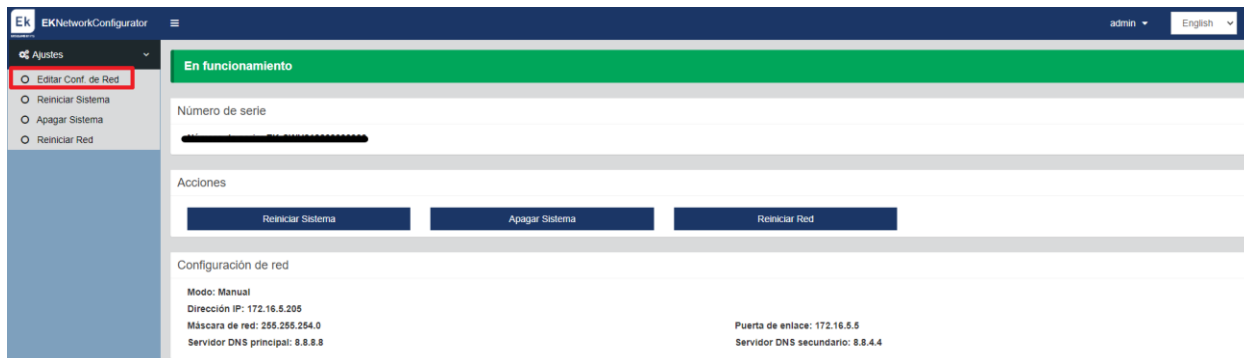 Ek EKNetworkConfigurator admin English
Ajustes
Editar Conf. de Red
Reiniciar Sistema
Apagar Sistema
Reiniciar Red
En funcionamiento
Número de serie
Acciones
Reiniciar Sistema Apagar Sistema Reiniciar Red
Configuración de red
Modo: Manual
Dirección IP: 172.16.5.205
Máscara de red: 255.255.254.0 Puerta de enlace: 172.16.5.5
Servidor DNS principal: 8.8.8.8 Servidor DNS secundario: 8.8.4.4